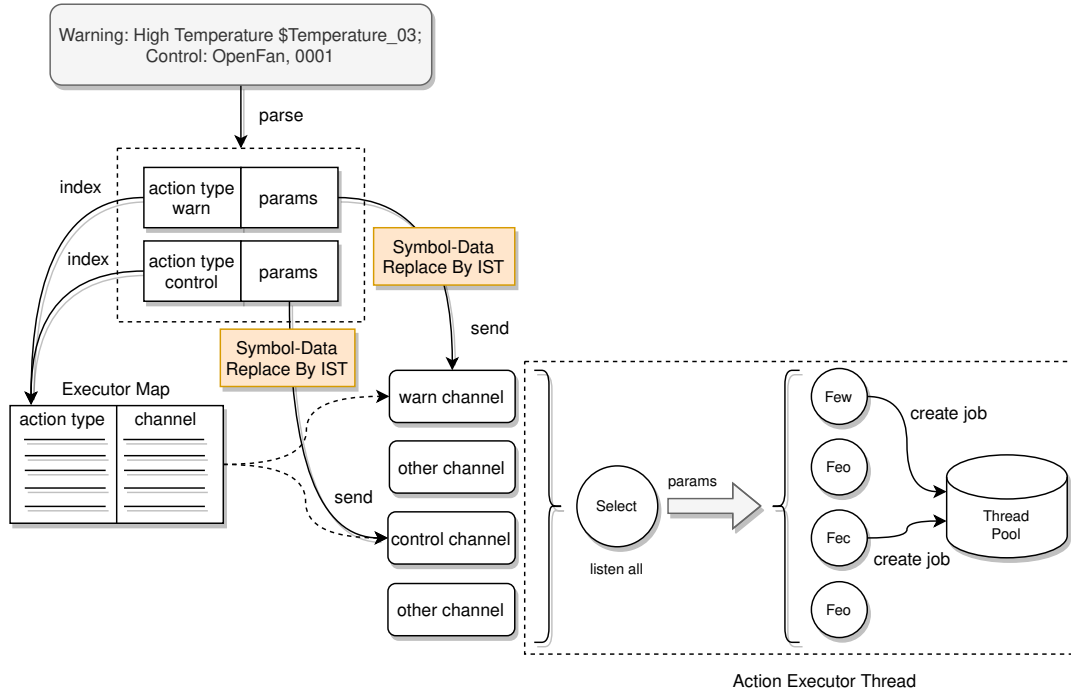 Warning: High Temperature $Temperature_03;
Control: OpenFan, 0001
parse
index
action type
warn
params
index
action type
control
params
Symbol-Data
Replace By IST
send
Symbol-Data
Replace By IST
Executor Map
action type
channel
send
warn channel
other channel
control channel
other channel
Select
listen all
params
Few
Feo
Fec
Feo
create job
create job
Thread
Pool
Action Executor Thread